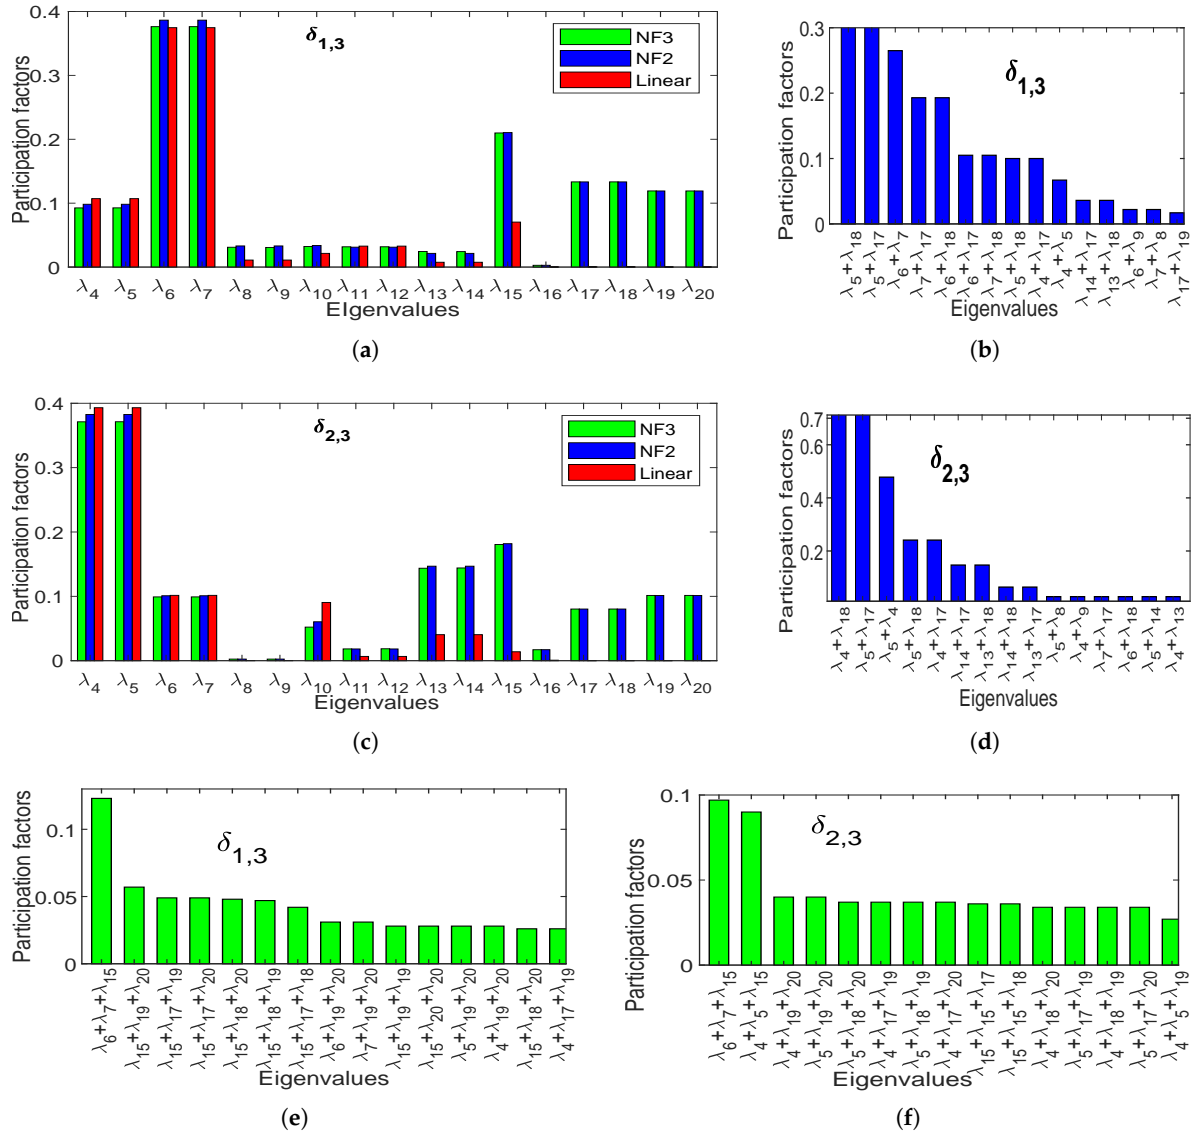 δ1,3
NF3
NF2
Linear
Participation factors
0.4
0.3
0.2
0.1
0
λ4 λ5 λ6 λ7 λ8 λ9 λ10 λ11 λ12 λ13 λ14 λ15 λ16 λ17 λ18 λ19 λ20
EIgenvalues
(a)
δ1,3
Participation factors
0.3
0.2
0.1
0
λ5+λ18
λ5+λ17
λ6+λ7
λ7+λ17
λ6+λ18
λ6+λ17
λ7+λ18
λ5+λ18
λ4+λ17
λ4+λ5
λ14+λ17
λ13+λ18
λ6+λ9
λ7+λ8
λ17+λ19
Eigenvalues
(b)
δ2,3
NF3
NF2
Linear
Participation factors
0.4
0.3
0.2
0.1
0
λ4 λ5 λ6 λ7 λ8 λ9 λ10 λ11 λ12 λ13 λ14 λ15 λ16 λ17 λ18 λ19 λ20
Eigenvalues
(c)
δ2,3
Participation factors
0.7
0.6
0.4
0.2
λ4+λ18
λ5+λ17
λ5+λ4
λ5+λ18
λ4+λ17
λ14+λ17
λ13+λ18
λ14+λ18
λ13+λ17
λ5+λ8
λ4+λ9
λ7+λ17
λ6+λ18
λ5+λ14
λ4+λ13
Eigenvalues
(d)
δ1,3
Participation factors
0.1
0.05
0
λ6+λ7+λ15
λ15+λ19+λ20
λ15+λ17+λ19
λ15+λ17+λ20
λ15+λ18+λ20
λ15+λ18+λ19
λ15+λ17+λ18
λ6+λ19+λ20
λ7+λ19+λ20
λ15+λ19+λ19
λ15+λ20+λ20
λ5+λ19+λ20
λ4+λ19+λ20
λ15+λ18+λ20
λ4+λ17+λ19
Eigenvalues
(e)
δ2,3
Participation factors
0.1
0.05
0
λ6+λ7+λ15
λ4+λ5+λ15
λ4+λ19+λ20
λ5+λ19+λ20
λ5+λ18+λ20
λ4+λ17+λ19
λ5+λ18+λ19
λ4+λ17+λ20
λ15+λ15+λ17
λ15+λ15+λ18
λ4+λ18+λ20
λ5+λ17+λ19
λ4+λ18+λ19
λ5+λ17+λ20
λ4+λ5+λ19
Eigenvalues
(f)